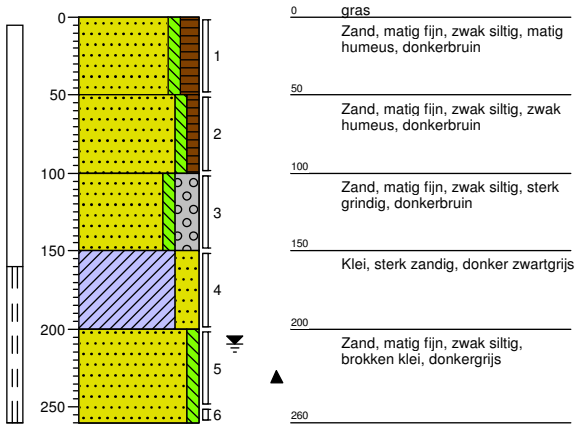 0
50
100
150
200
250
1
2
3
4
5
6
0
gras
Zand, matig fijn, zwak siltig, matig
humeus, donkerbruin
50
Zand, matig fijn, zwak siltig, zwak
humeus, donkerbruin
100
Zand, matig fijn, zwak siltig, sterk
grindig, donkerbruin
150
Klei, sterk zandig, donker zwartgrijs
200
Zand, matig fijn, zwak siltig,
brokken klei, donkergrijs
260